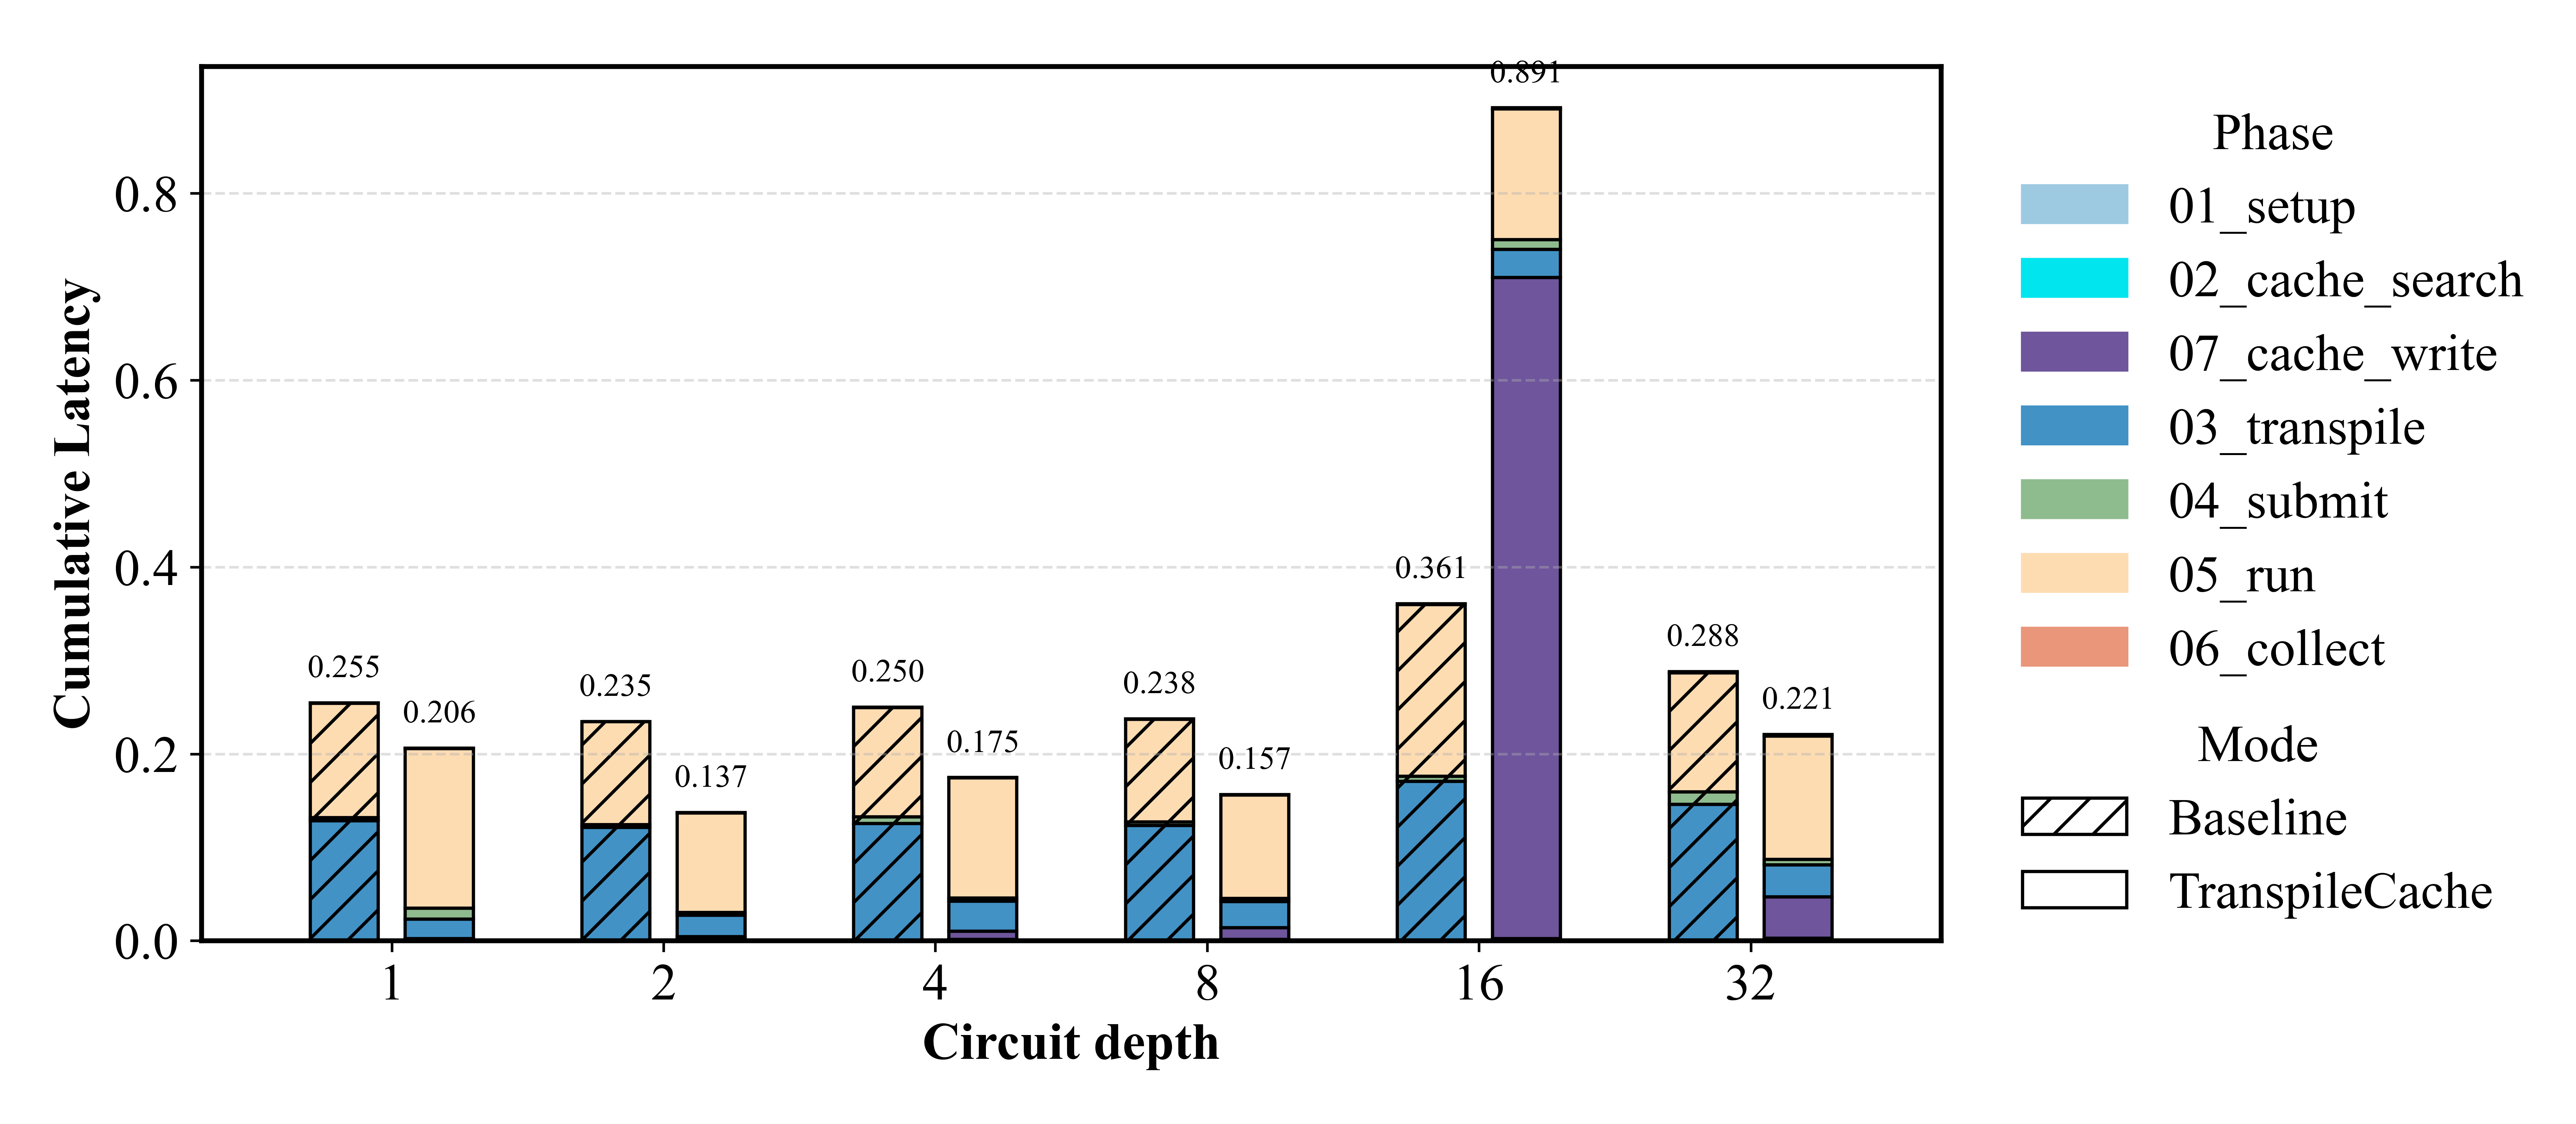 Cumulative Latency
0.8
0.6
0.4
0.2
0.0
0.255
0.206
0.235
0.137
0.250
0.175
0.238
0.157
0.361
0.891
0.288
0.221
1
2
4
8
16
32
Circuit depth
Phase
01_setup
02_cache_search
07_cache_write
03_transpile
04_submit
05_run
06_collect
Mode
Baseline
TranspileCache